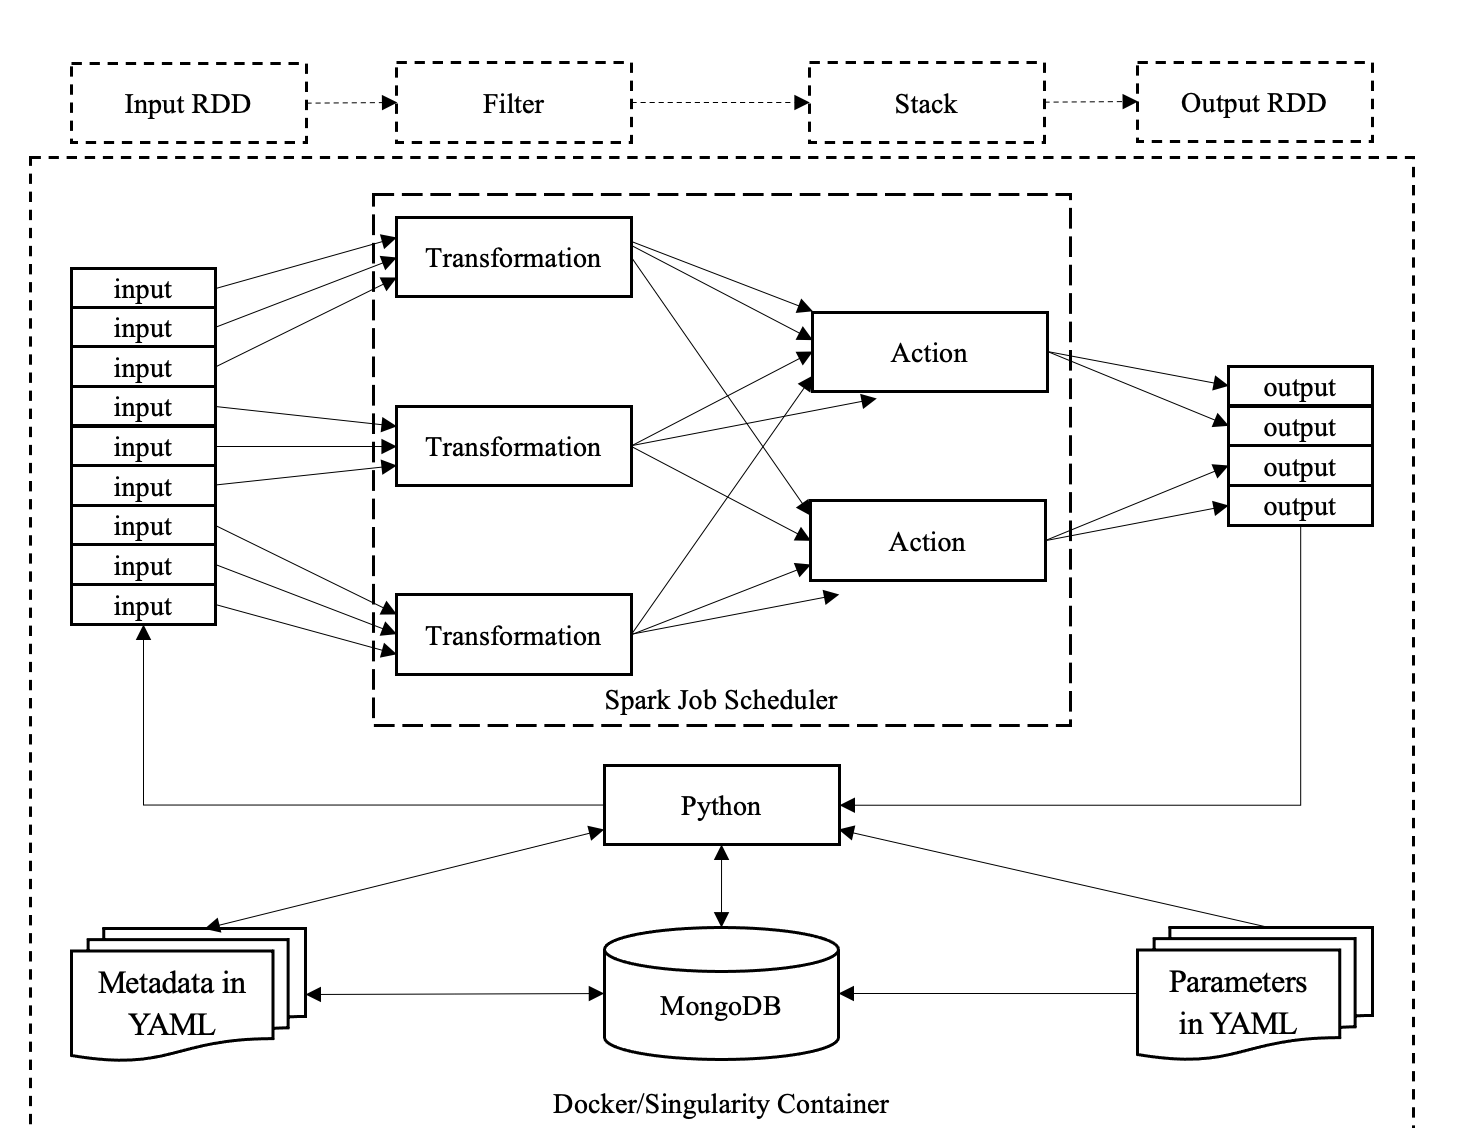 Input RDD
Filter
Stack
Output RDD
input
input
input
input
input
input
input
input
input
Transformation
Transformation
Transformation
Action
Action
output
output
output
output
Spark Job Scheduler
Python
Metadata in
YAML
MongoDB
Parameters
in YAML
Docker/Singularity Container